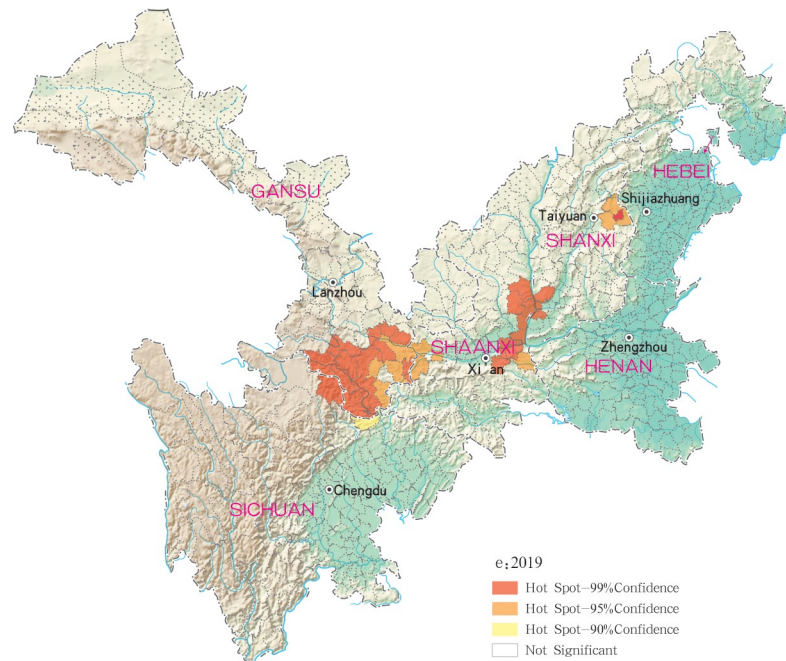 HEBEI
GANSU
Shijiazhuang
Taiyuan
SHANXI
Lanzhou
Zhengzhou
SHAANXI
Xi'an
HENAN
Chengdu
SICHUAN
e:2019
Hot Spot-99%Confidence
Hot Spot-95%Confidence
Hot Spot-90%Confidence
Not Significant